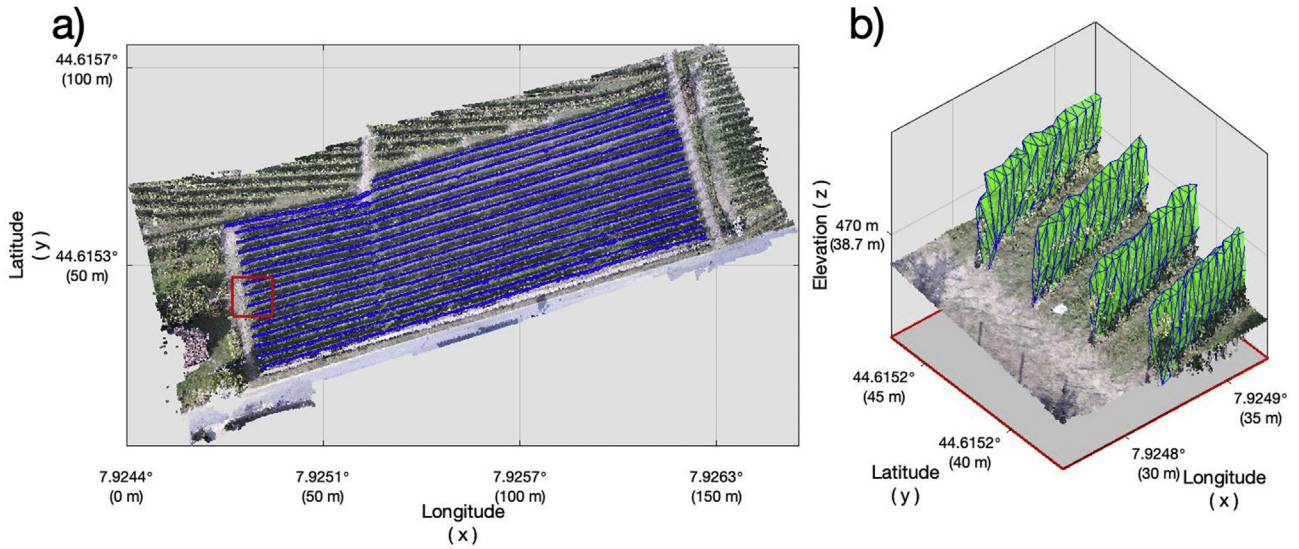 a)
44.6157°
(100 m)
Latitude
( y )
44.6153°
(50 m)
7.9244°
(0 m)
7.9251°
(50 m)
7.9257°
(100 m)
7.9263°
(150 m)
Longitude
( x )
b)
Elevation ( z )
470 m
(38.7 m)
44.6152°
(45 m)
44.6152°
(40 m)
Latitude
( y )
7.9249°
(35 m)
7.9248°
(30 m)
Longitude
( x )